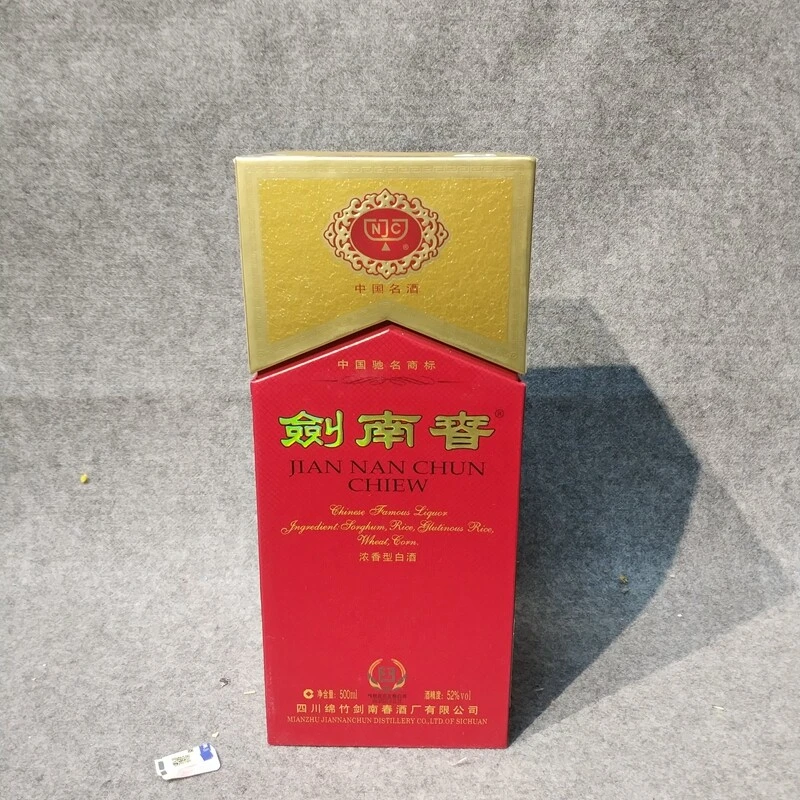 NJC
®
中国名酒
中国驰名商标
劍南春®
JIAN NAN CHUN
CHIEW
Chinese Famous Liquor
Ingredient:Sorghum, Rice, Glutinous Rice,
Wheat, Corn.
浓香型白酒
净含量: 500ml 酒精度: 52%vol
四川绵竹剑南春酒厂有限公司
MIANZHU JIANNANCHUN DISTILLERY CO.,LTD.OF SICHUAN